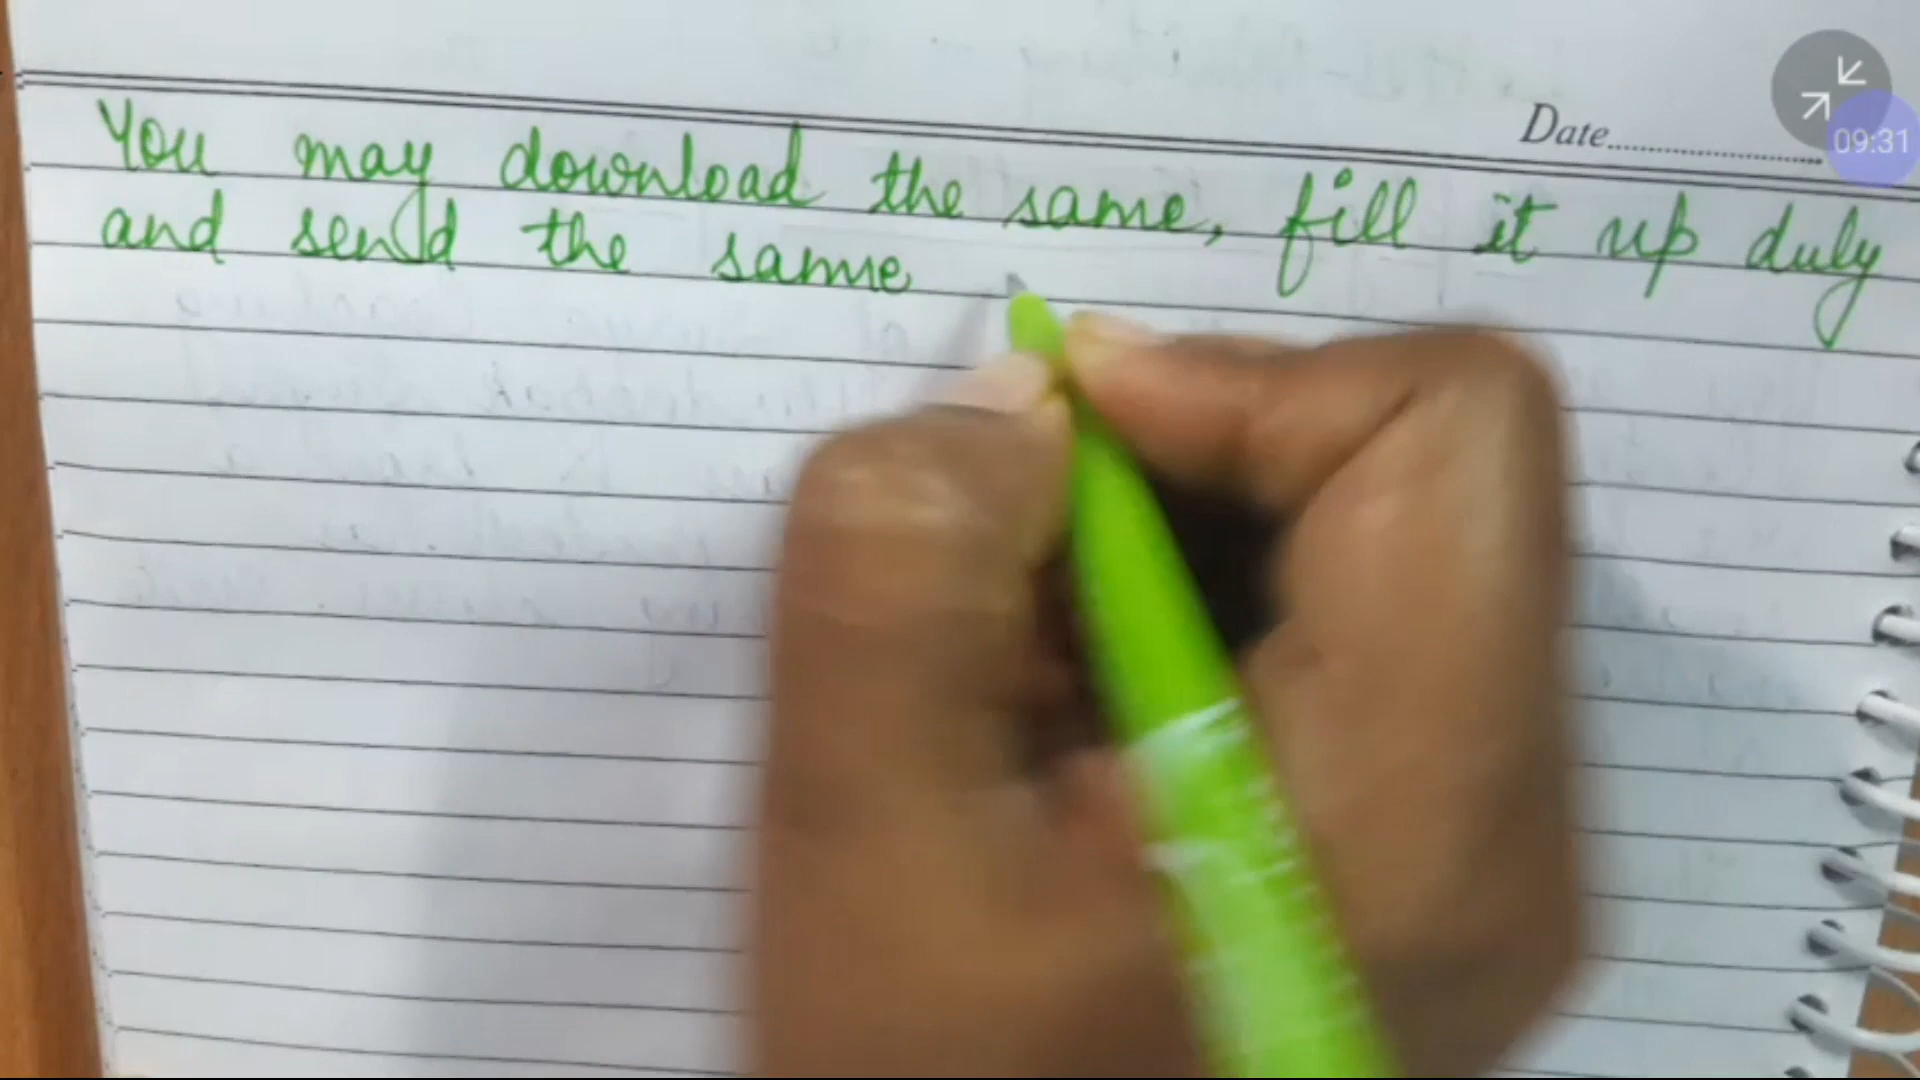 Date
09:31
You may download the same, fill it up duly
and send the same